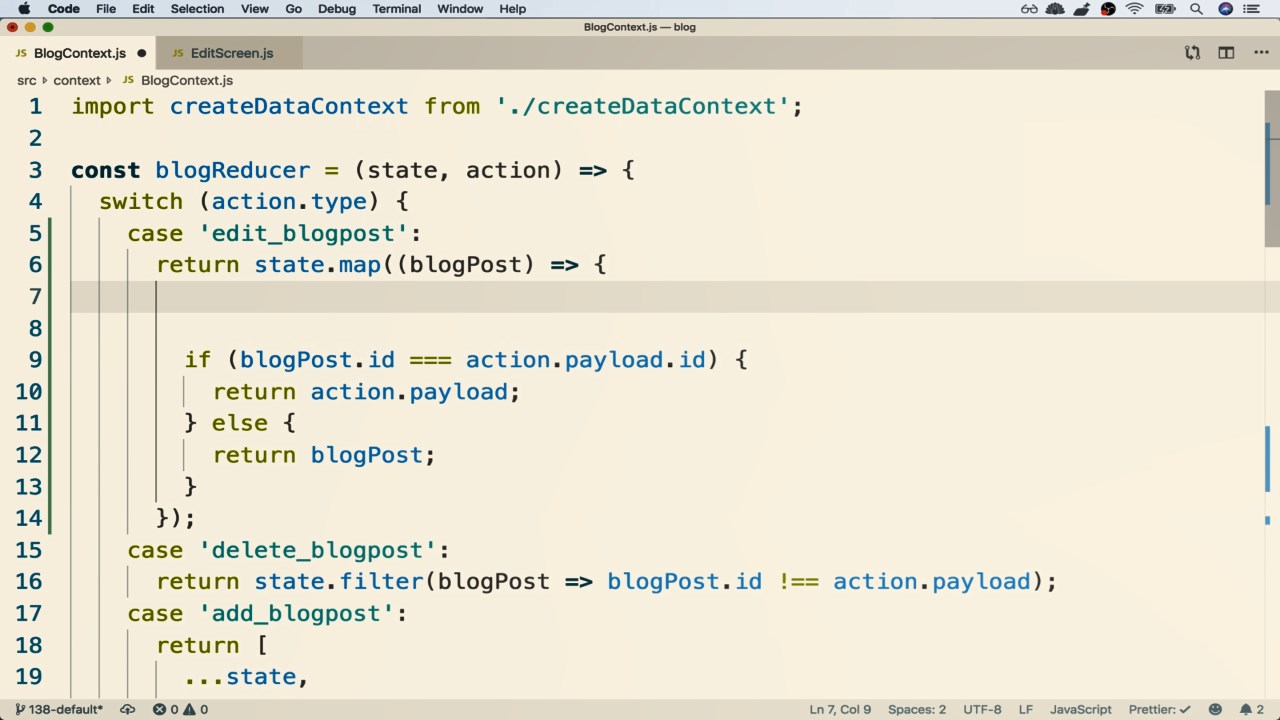 Code File Edit Selection View Go Debug Terminal Window Help
BlogContext.js — blog
JS BlogContext.js ● JS EditScreen.js
src context JS BlogContext.js
1 import createDataContext from './createDataContext';
2
3 const blogReducer = (state, action) => {
4 switch (action.type) {
5 case 'edit_blogpost':
6 return state.map((blogPost) => {
7
8
9 if (blogPost.id === action.payload.id) {
10 return action.payload;
11 } else {
12 return blogPost;
13 }
14 });
15 case 'delete_blogpost':
16 return state.filter(blogPost => blogPost.id !== action.payload);
17 case 'add_blogpost':
18 return [
19 ...state,
138-default* 0 0 Ln 7, Col 9 Spaces: 2 UTF-8 LF JavaScript Prettier: ✓ 2